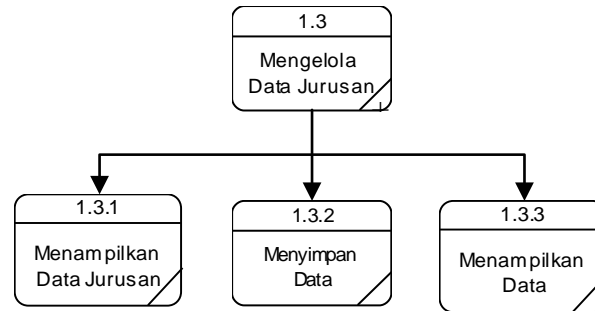 1.3
Mengelola
Data Jurusan
1.3.1
Menampilkan
Data Jurusan
1.3.2
Menyimpan
Data
1.3.3
Menampilkan
Data